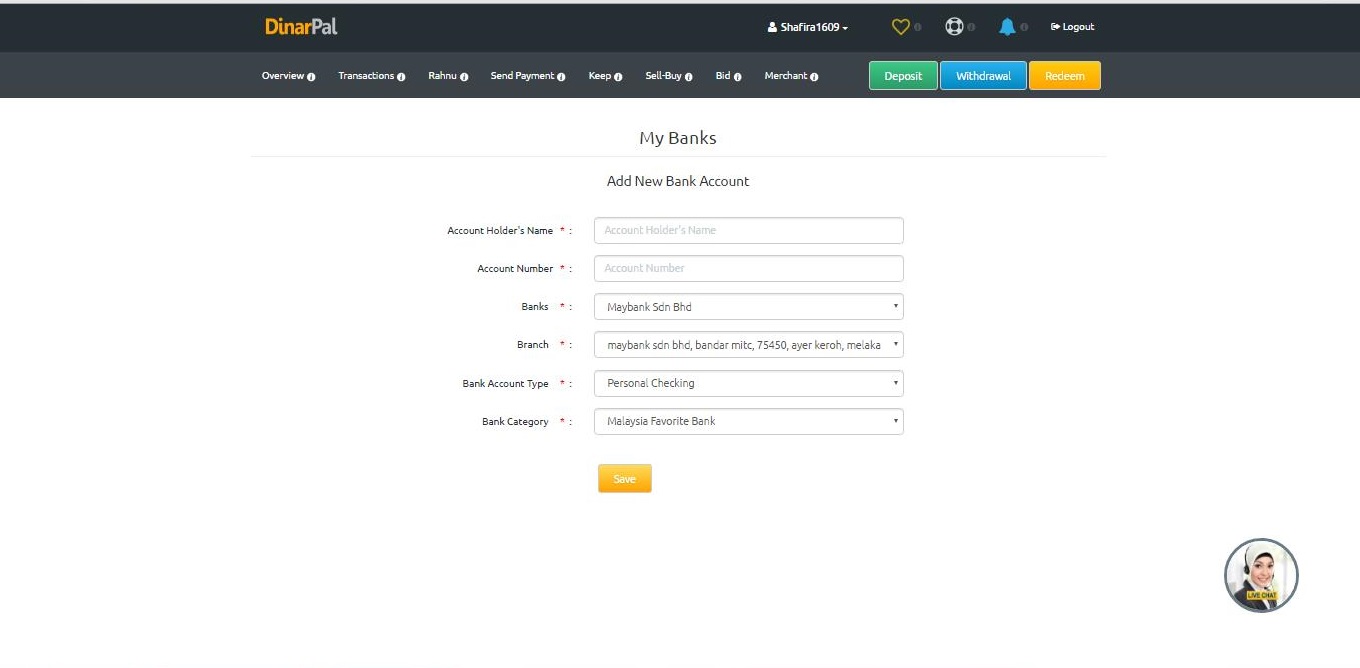 DinarPal Shafira1609 Logout
Overview Transactions Rahnu Send Payment Keep Sell-Buy Bid Merchant Deposit Withdrawal Redeem
My Banks
Add New Bank Account
Account Holder's Name * : Account Holder's Name
Account Number * : Account Number
Banks * : Maybank Sdn Bhd
Branch * : maybank sdn bhd, bandar mitc, 75450, ayer keroh, melaka
Bank Account Type * : Personal Checking
Bank Category * : Malaysia Favorite Bank
Save
LIVE CHAT